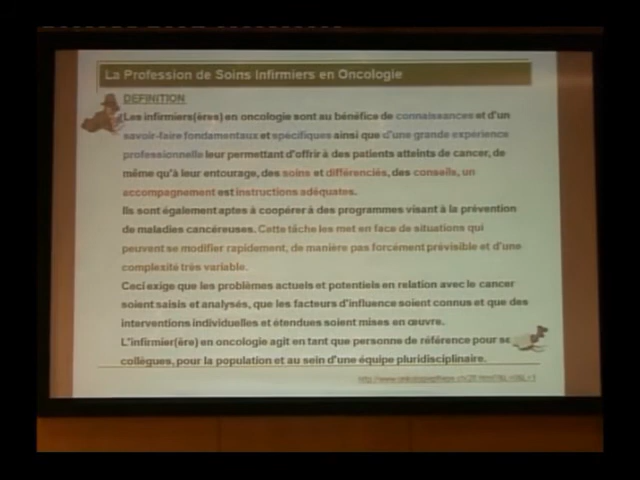 La Profession de Soins Infirmiers en Oncologie
DEFINITION
Les infirmiers(ères) en oncologie sont au bénéfice de connaissances et d'un
savoir-faire fondamentaux et spécifiques ainsi que d'une grande expérience
professionnelle leur permettant d'offrir à des patients atteints de cancer, de
même qu'à leur entourage, des soins et différenciés, des conseils, un
accompagnement est instructions adéquates.
Ils sont également aptes à coopérer à des programmes visant à la prévention
de maladies cancéreuses. Cette tâche les met en face de situations qui
peuvent se modifier rapidement, de manière pas forcément prévisible et d'une
complexité très variable.
Ceci exige que les problèmes actuels et potentiels en relation avec le cancer
soient saisis et analysés, que les facteurs d'influence soient connus et que des
interventions individuelles et étendues soient mises en œuvre.
L"infirmier(ère) en oncologie agit en tant que personne de référence pour se
collègues, pour la population et au sein d'une équipe pluridisciplinaire.